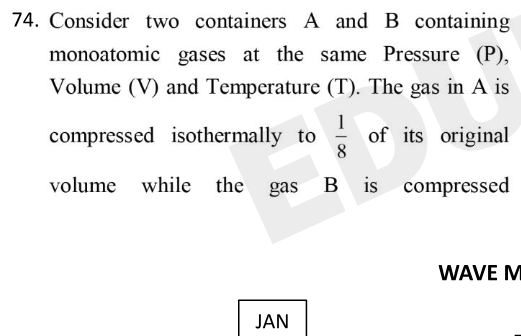 74. Consider two containers A and B containing
monoatomic gases at the same Pressure (P),
Volume (V) and Temperature (T). The gas in A is
compressed isothermally to 1/8 of its original
volume while the gas B is compressed
EDU
WAVE M
JAN